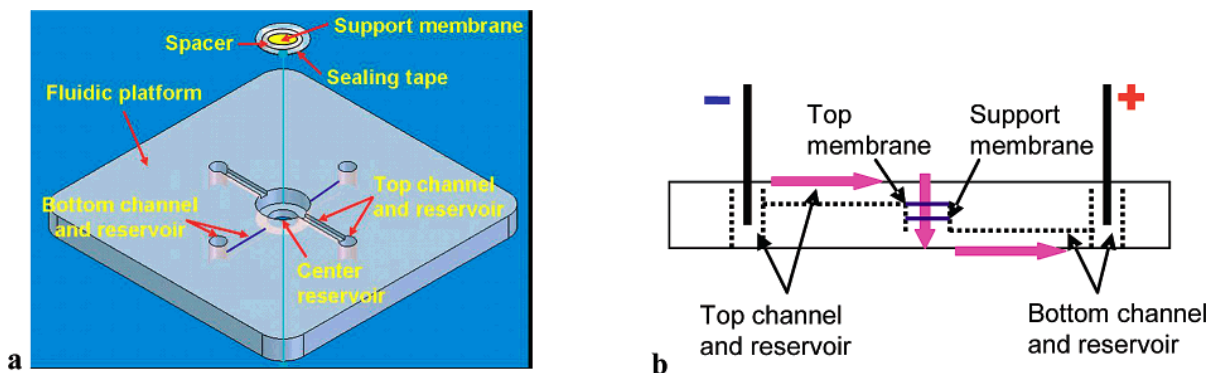 Support membrane
Spacer
Sealing tape
Fluidic platform
Top channel
and reservoir
Bottom channel
and reservoir
Center
reservoir
a
-
+
Top
membrane
Support
membrane
Top channel
and reservoir
Bottom channel
and reservoir
b